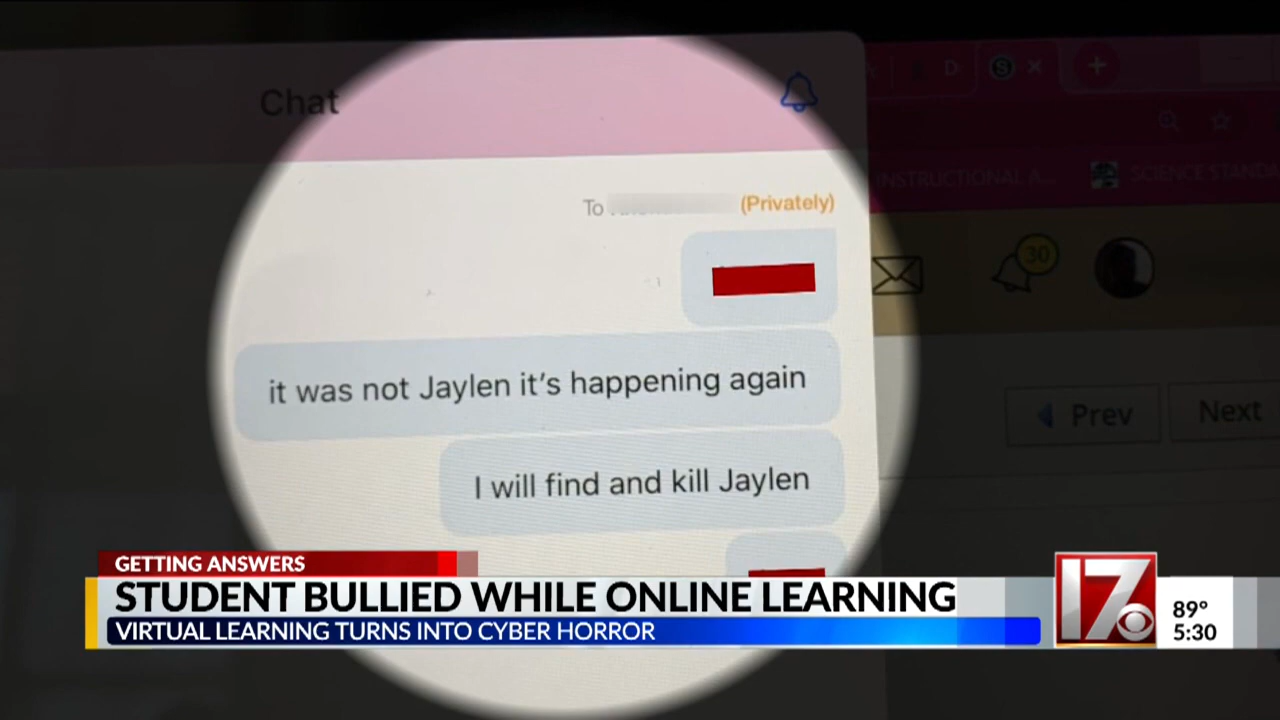 Chat
D
S
INSTRUCTIONAL A...
SCIENCE STANDA
To
(Privately)
30
it was not Jaylen it's happening again
Prev
Next
I will find and kill Jaylen
GETTING ANSWERS
STUDENT BULLIED WHILE ONLINE LEARNING
VIRTUAL LEARNING TURNS INTO CYBER HORROR
17
89°
5:30